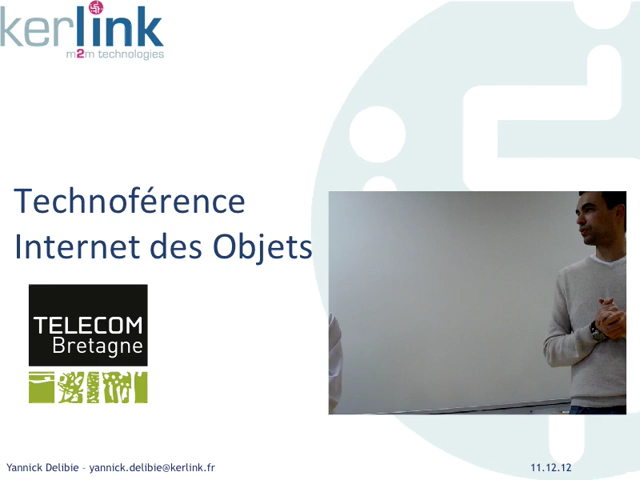 kerlink
m2m technologies
Technoférence
Internet des Objets
TELECOM
Bretagne
Yannick Delibie – yannick.delibie@kerlink.fr
11.12.12